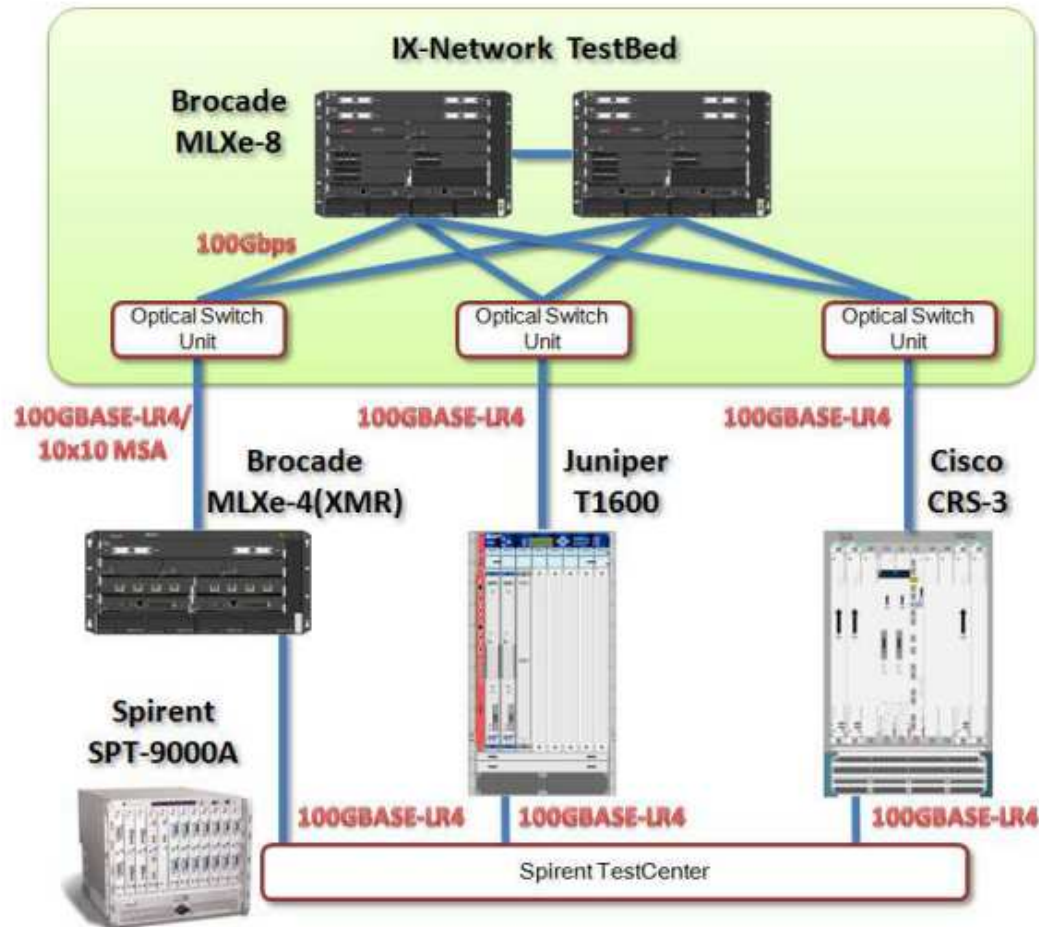 IX-Network TestBed
Brocade
MLXe-8
100Gbps
Optical Switch
Unit
Optical Switch
Unit
Optical Switch
Unit
100GBASE-LR4/
10x10 MSA
100GBASE-LR4
100GBASE-LR4
Brocade
MLXe-4(XMR)
Juniper
T1600
Cisco
CRS-3
Spirent
SPT-9000A
100GBASE-LR4
100GBASE-LR4
100GBASE-LR4
Spirent TestCenter